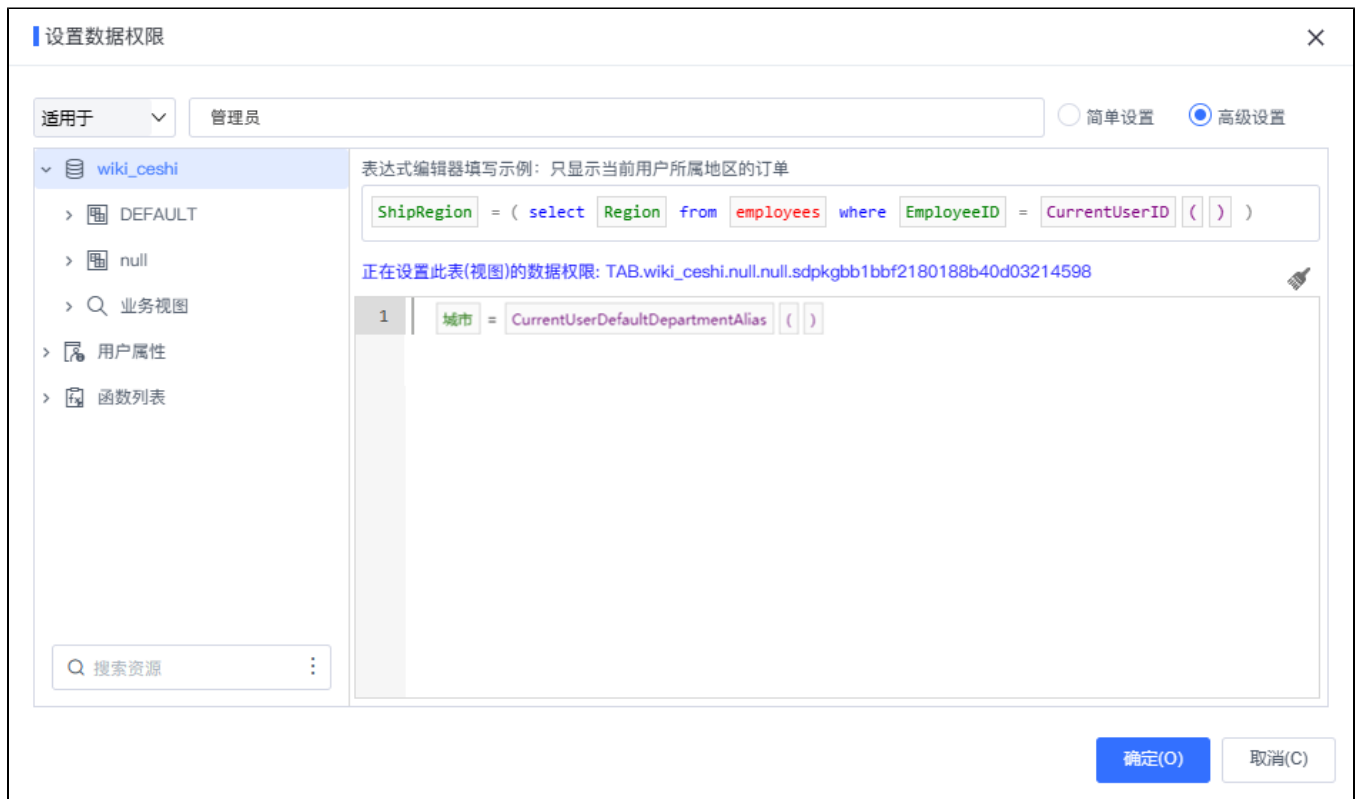 设置数据权限
适用于 管理员 简单设置 高级设置
wiki_ceshi
DEFAULT
null
业务视图
用户属性
函数列表
搜索资源
表达式编辑器填写示例：只显示当前用户所属地区的订单
ShipRegion = ( select Region from employees where EmployeeID = CurrentUserID ( ) )
正在设置此表(视图)的数据权限: TAB.wiki_ceshi.null.null.sdpkgbb1bbf2180188b40d03214598
1 城市 = CurrentUserDefaultDepartmentAlias ( )
确定(O) 取消(C)